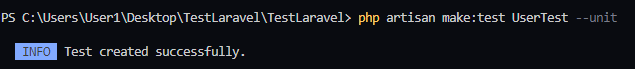 PS C:\Users\User1\Desktop\TestLaravel\TestLaravel> php artisan make:test UserTest --unit
INFO Test created successfully.